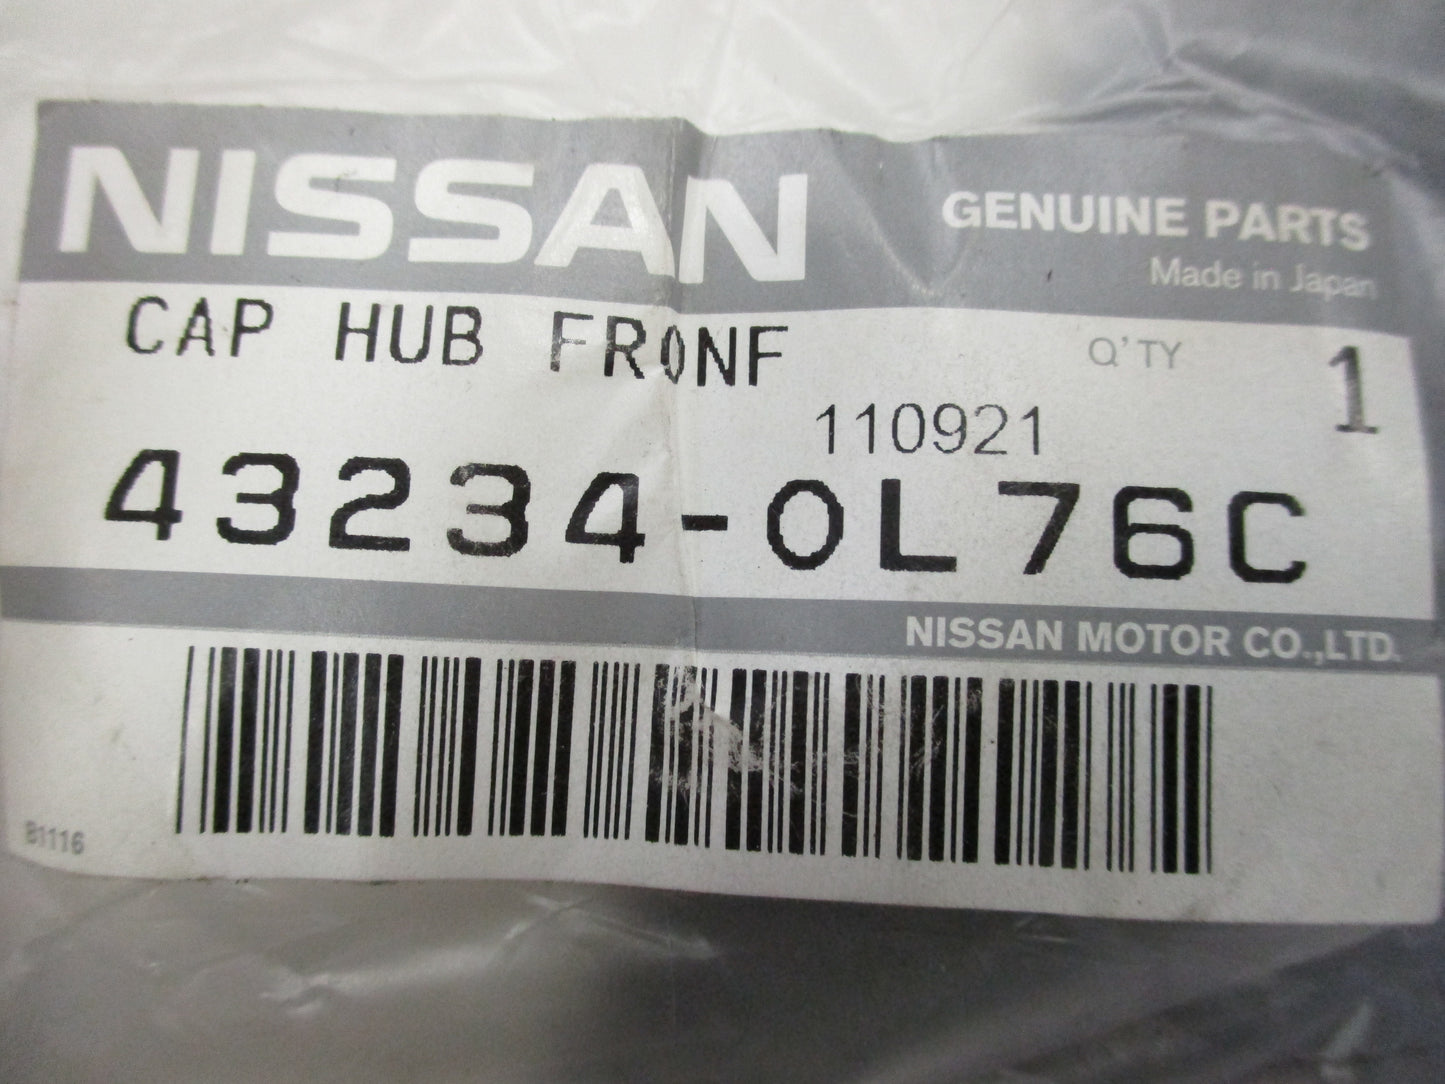 NISSAN
GENUINE PARTS
Made in Japan
CAP HUB FRONF
Q'TY 1
110921
43234-0L76C
NISSAN MOTOR CO.,LTD.
B1116